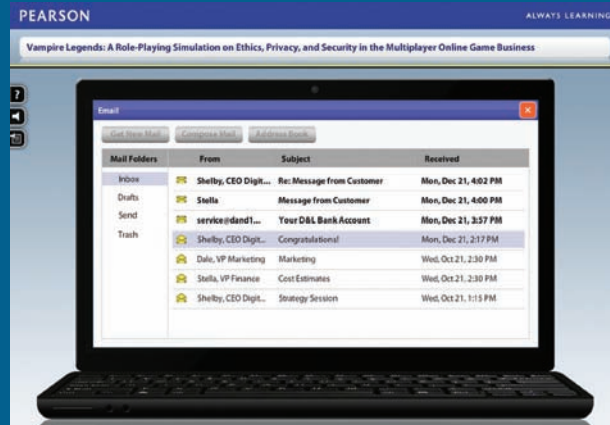 PEARSON
ALWAYS LEARNING
Vampire Legends: A Role-Playing Simulation on Ethics, Privacy, and Security in the Multiplayer Online Game Business
?
Email
Get New Mail Compose Mail Address Book
Mail Folders From Subject Received
Inbox Shelby, CEO Digit... Re: Message from Customer Mon, Dec 21, 4:02 PM
Drafts Stella Message from Customer Mon, Dec 21, 4:00 PM
Send service@dand1... Your D&L Bank Account Mon, Dec 21, 3:57 PM
Trash Shelby, CEO Digit... Congratulations! Mon, Dec 21, 2:17 PM
Dale, VP Marketing Marketing Wed, Oct 21, 2:30 PM
Stella, VP Finance Cost Estimates Wed, Oct 21, 2:30 PM
Shelby, CEO Digit... Strategy Session Wed, Oct 21, 1:15 PM